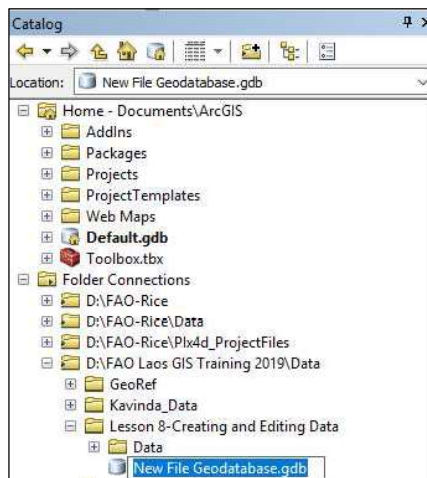 Catalog
Location: New File Geodatabase.gdb
Home - Documents\ArcGIS
AddIns
Packages
Projects
ProjectTemplates
Web Maps
Default.gdb
Toolbox.tbx
Folder Connections
D:\FAO-Rice
D:\FAO-Rice\Data
D:\FAO-Rice\Plx4d_ProjectFiles
D:\FAO Laos GIS Training 2019\Data
GeoRef
Kavinda_Data
Lesson 8-Creating and Editing Data
Data
New File Geodatabase.gdb